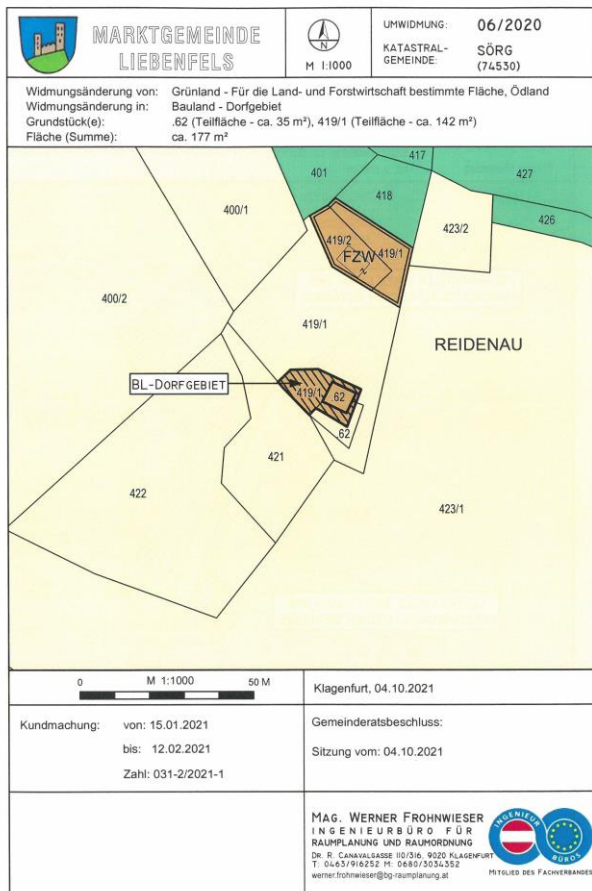 MARKTGEMEINDE
LIEBENFELS
N
M 1:1000
UMWIDMUNG: 06/2020
KATASTRAL-
GEMEINDE: SÖRG
(74530)
Widmungsänderung von: Grünland - Für die Land- und Forstwirtschaft bestimmte Fläche, Ödland
Widmungsänderung in: Bauland - Dorfgebiet
Grundstück(e): .62 (Teilfläche - ca. 35 m²), 419/1 (Teilfläche - ca. 142 m²)
Fläche (Summe): ca. 177 m²
417
401
427
418
400/1
426
423/2
419/2
419/1
FZW
400/2
419/1
REIDENAU
BL-DORFGEBIET
419/1
.62
.62
421
422
423/1
0 M 1:1000 50 M
Klagenfurt, 04.10.2021
Kundmachung: von: 15.01.2021
bis: 12.02.2021
Zahl: 031-2/2021-1
Gemeinderatsbeschluss:
Sitzung vom: 04.10.2021
MAG. WERNER FROHNWIESER
INGENIEURBÜRO FÜR
RAUMPLANUNG UND RAUMORDNUNG
DR. R. CANAVALGASSE 110/316, 9020 KLAGENFURT
T: 0463/916252 M: 0680/3034352
werner.frohnwieser@bg-raumplanung.at
INGENIEUR
BÜROS
MITGLIED DES FACHVERBANDES